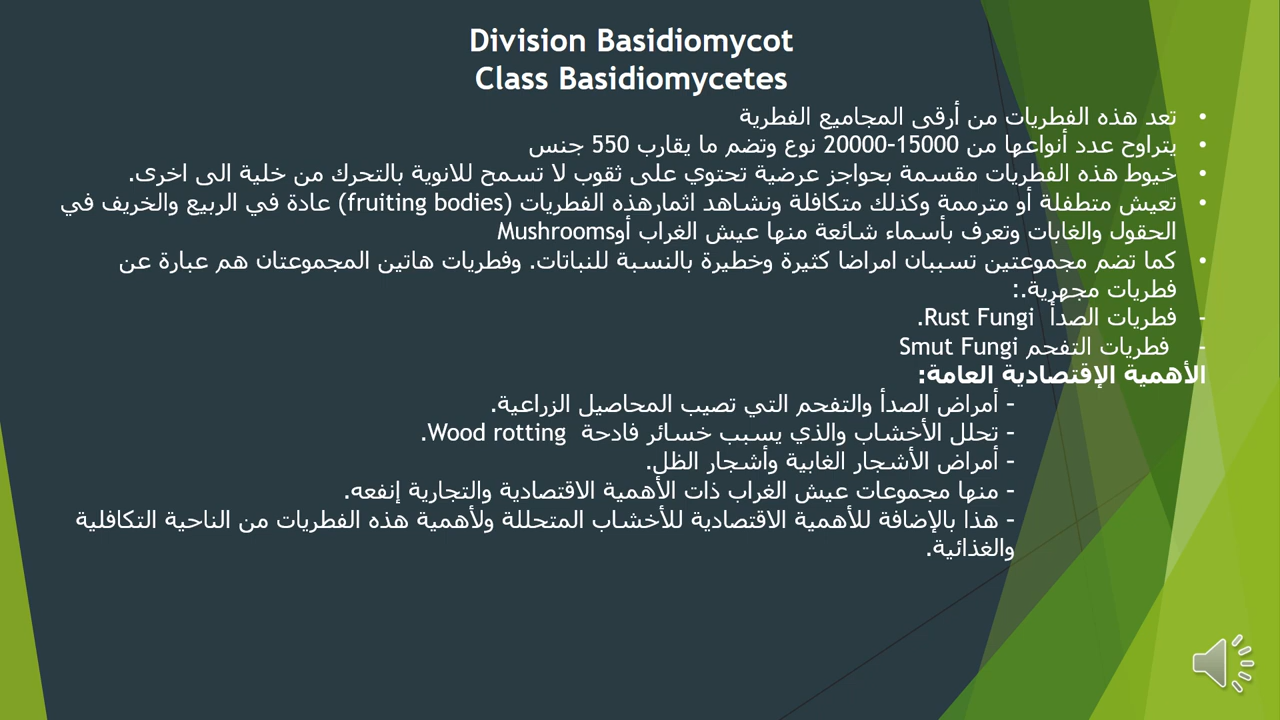 Division Basidiomycot
Class Basidiomycetes
• تعد هذه الفطريات من أرقى المجاميع الفطرية
• يتراوح عدد أنواعها من 15000-20000 نوع وتضم ما يقارب 550 جنس
• خيوط هذه الفطريات مقسمة بحواجز عرضية تحتوي على ثقوب لا تسمح للانوية بالتحرك من خلية الى اخرى.
• تعيش متطفلة أو مترممة وكذلك متكافلة ونشاهد اثمارهذه الفطريات (fruiting bodies) عادة في الربيع والخريف في
الحقول والغابات وتعرف بأسماء شائعة منها عيش الغراب أوMushrooms
• كما تضم مجموعتين تسببان امراضا كثيرة وخطيرة بالنسبة للنباتات. وفطريات هاتين المجموعتان هم عبارة عن
فطريات مجهرية.:
- فطريات الصدأ Rust Fungi.
- فطريات التفحم Smut Fungi
الأهمية الإقتصادية العامة:
- أمراض الصدأ والتفحم التي تصيب المحاصيل الزراعية.
- تحلل الأخشاب والذي يسبب خسائر فادحة Wood rotting.
- أمراض الأشجار الغابية وأشجار الظل.
- منها مجموعات عيش الغراب ذات الأهمية الاقتصادية والتجارية إنفعه.
- هذا بالإضافة للأهمية الاقتصادية للأخشاب المتحللة ولأهمية هذه الفطريات من الناحية التكافلية
والغذائية.